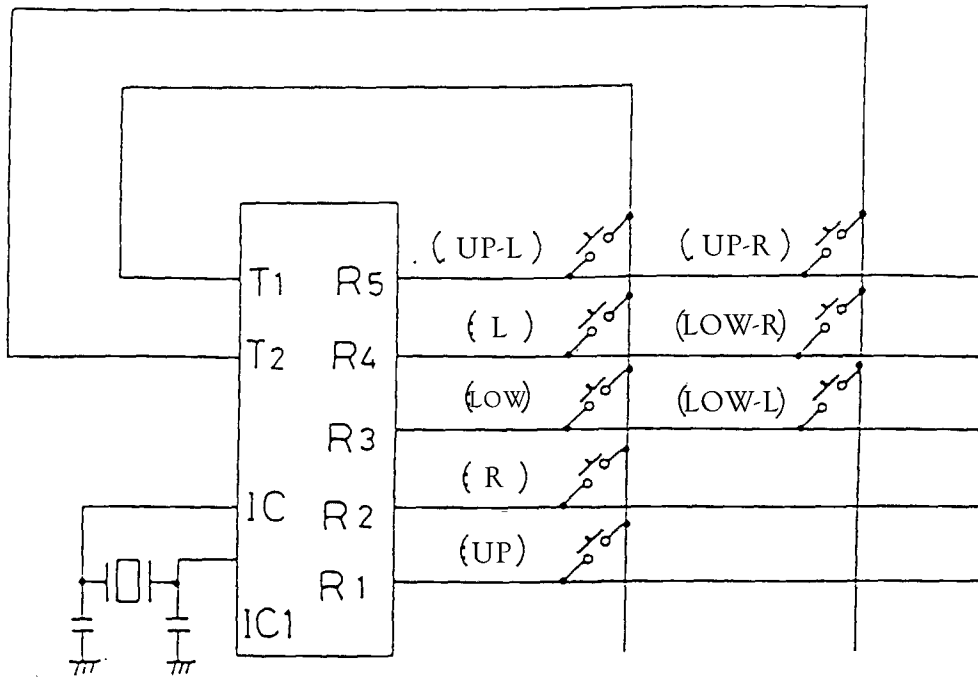 ( UP-L ) ( UP-R )
T1 R5
( L ) (LOW-R)
T2 R4
(LOW) (LOW-L)
R3
( R )
IC R2
(UP)
R1
IC1